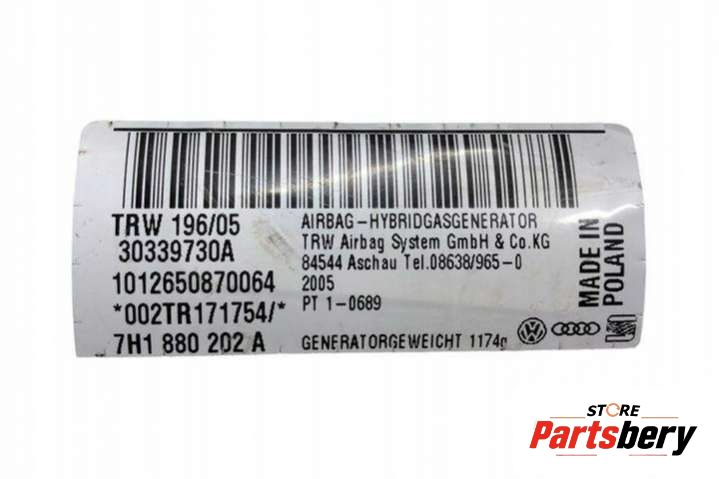 TRW 196/05
30339730A
1012650870064
*002TR171754/*
7H1 880 202 A
AIRBAG-HYBRIDGASGENERATOR
TRW Airbag System GmbH & Co.KG
84544 Aschau Tel.08638/965-0
2005
PT 1-0689
GENERATORGEWEICHT 1174g
MADE IN
POLAND
STORE
Partsbery